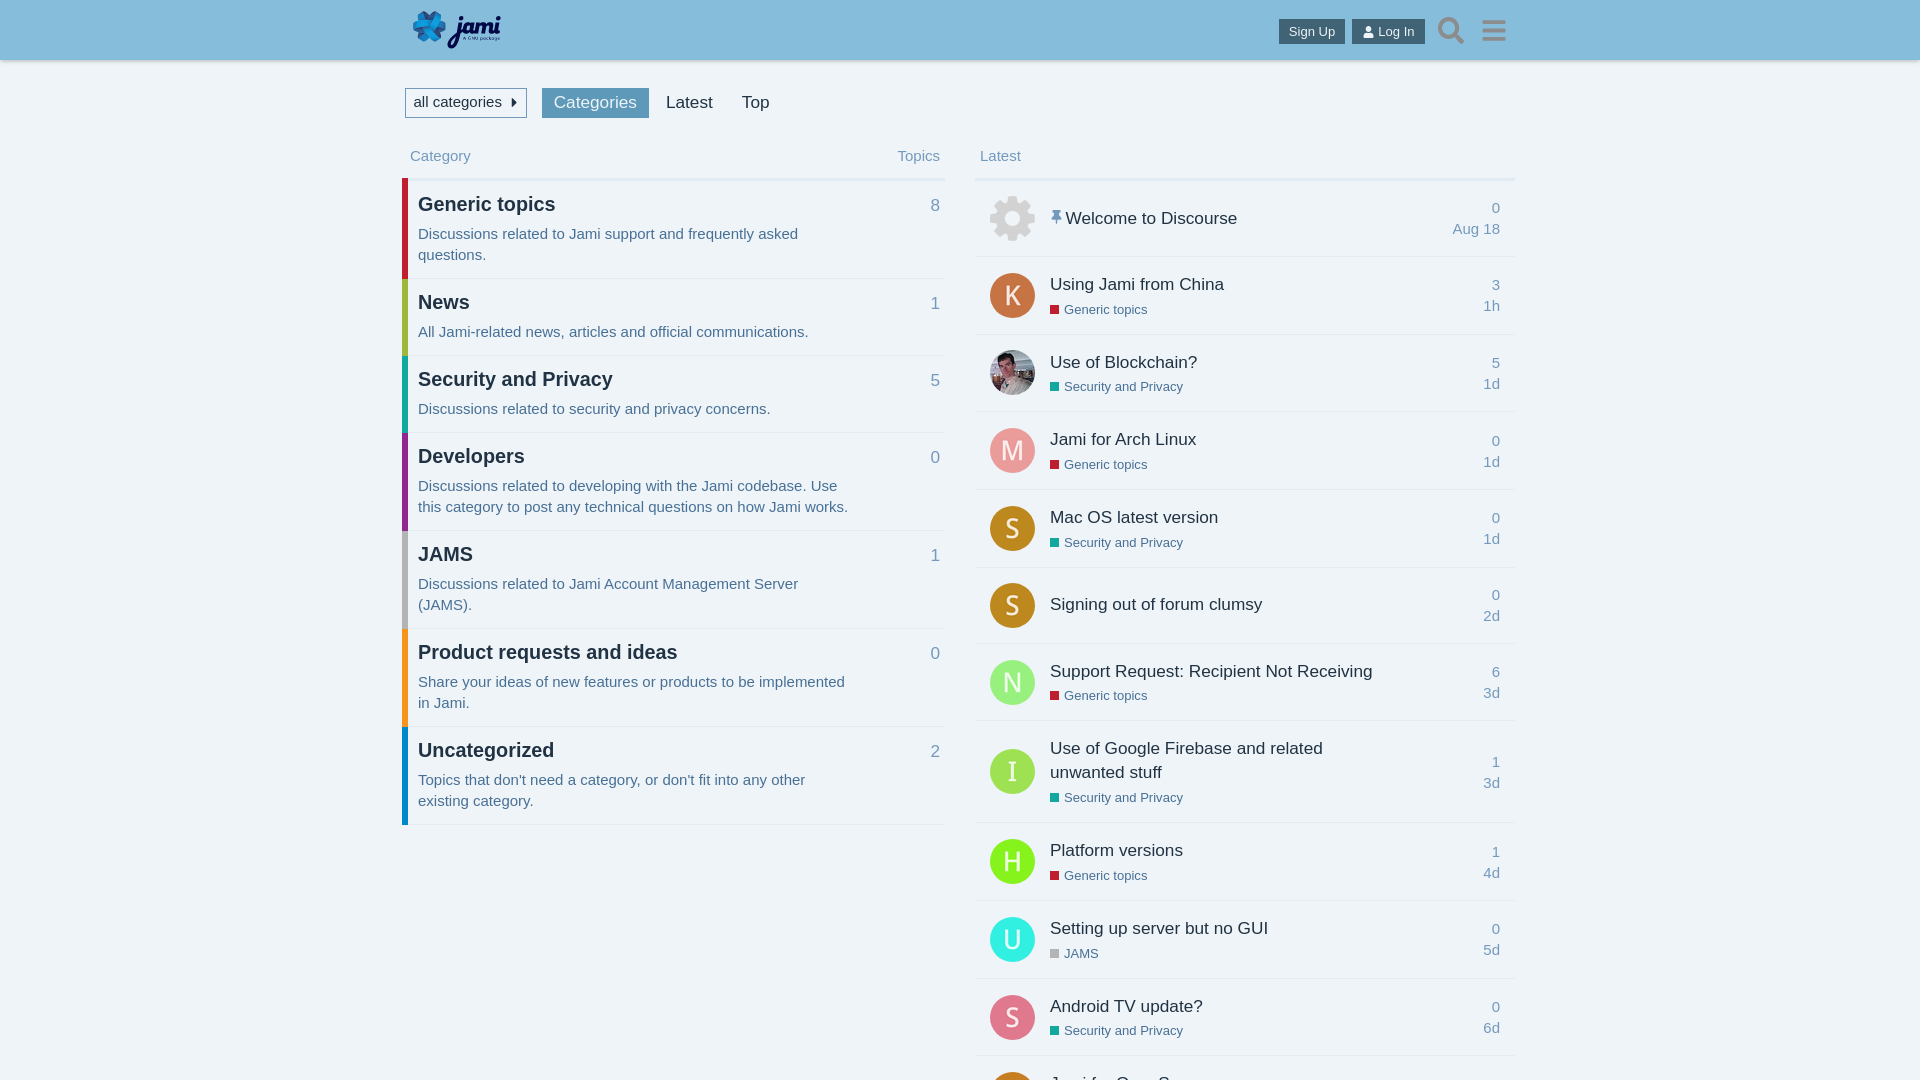 jami
A GNU package
Sign Up
Log In
all categories
Categories
Latest
Top
Category
Topics
Generic topics
8
Discussions related to Jami support and frequently asked
questions.
News
1
All Jami-related news, articles and official communications.
Security and Privacy
5
Discussions related to security and privacy concerns.
Developers
0
Discussions related to developing with the Jami codebase. Use
this category to post any technical questions on how Jami works.
JAMS
1
Discussions related to Jami Account Management Server
(JAMS).
Product requests and ideas
0
Share your ideas of new features or products to be implemented
in Jami.
Uncategorized
2
Topics that don't need a category, or don't fit into any other
existing category.
Latest
Welcome to Discourse
0
Aug 18
K
Using Jami from China
Generic topics
3
1h
Use of Blockchain?
Security and Privacy
5
1d
M
Jami for Arch Linux
Generic topics
0
1d
S
Mac OS latest version
Security and Privacy
0
1d
S
Signing out of forum clumsy
0
2d
N
Support Request: Recipient Not Receiving
Generic topics
6
3d
I
Use of Google Firebase and related
unwanted stuff
Security and Privacy
1
3d
H
Platform versions
Generic topics
1
4d
U
Setting up server but no GUI
JAMS
0
5d
S
Android TV update?
Security and Privacy
0
6d